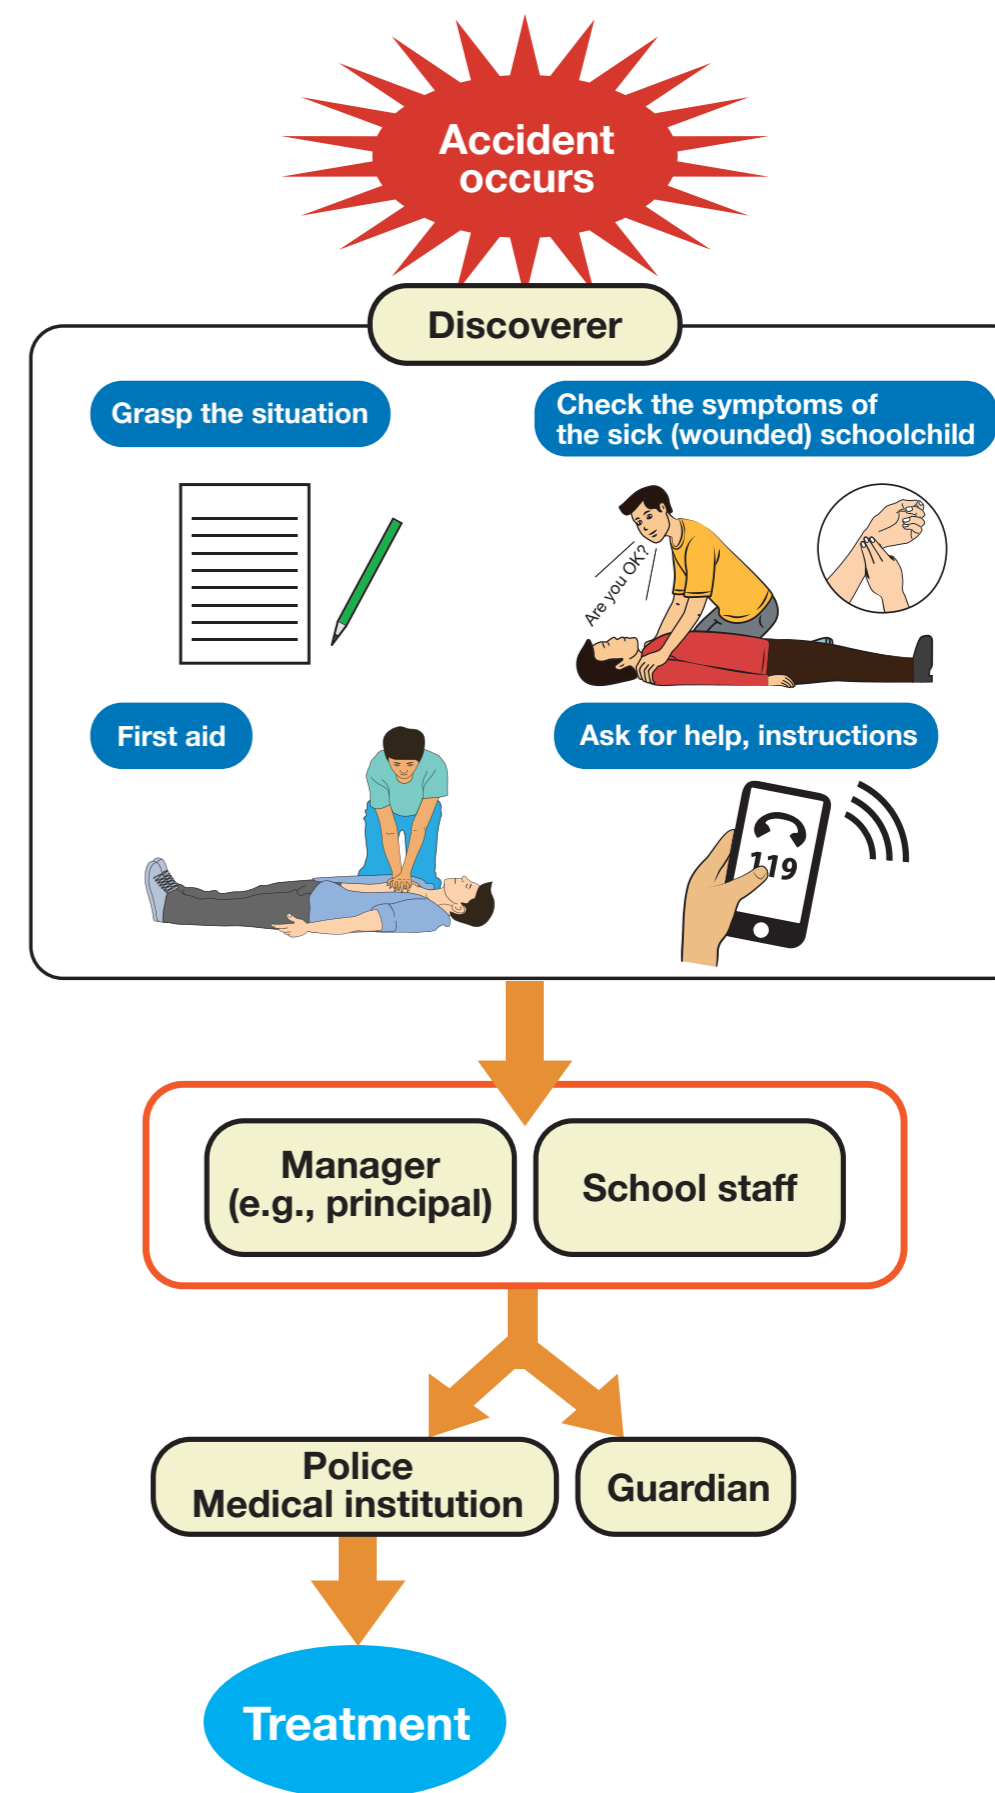 Accident
occurs
Discoverer
Grasp the situation
Check the symptoms of
the sick (wounded) schoolchild
Are you OK?
First aid
Ask for help, instructions
119
Manager
(e.g., principal)
School staff
Police
Medical institution
Guardian
Treatment